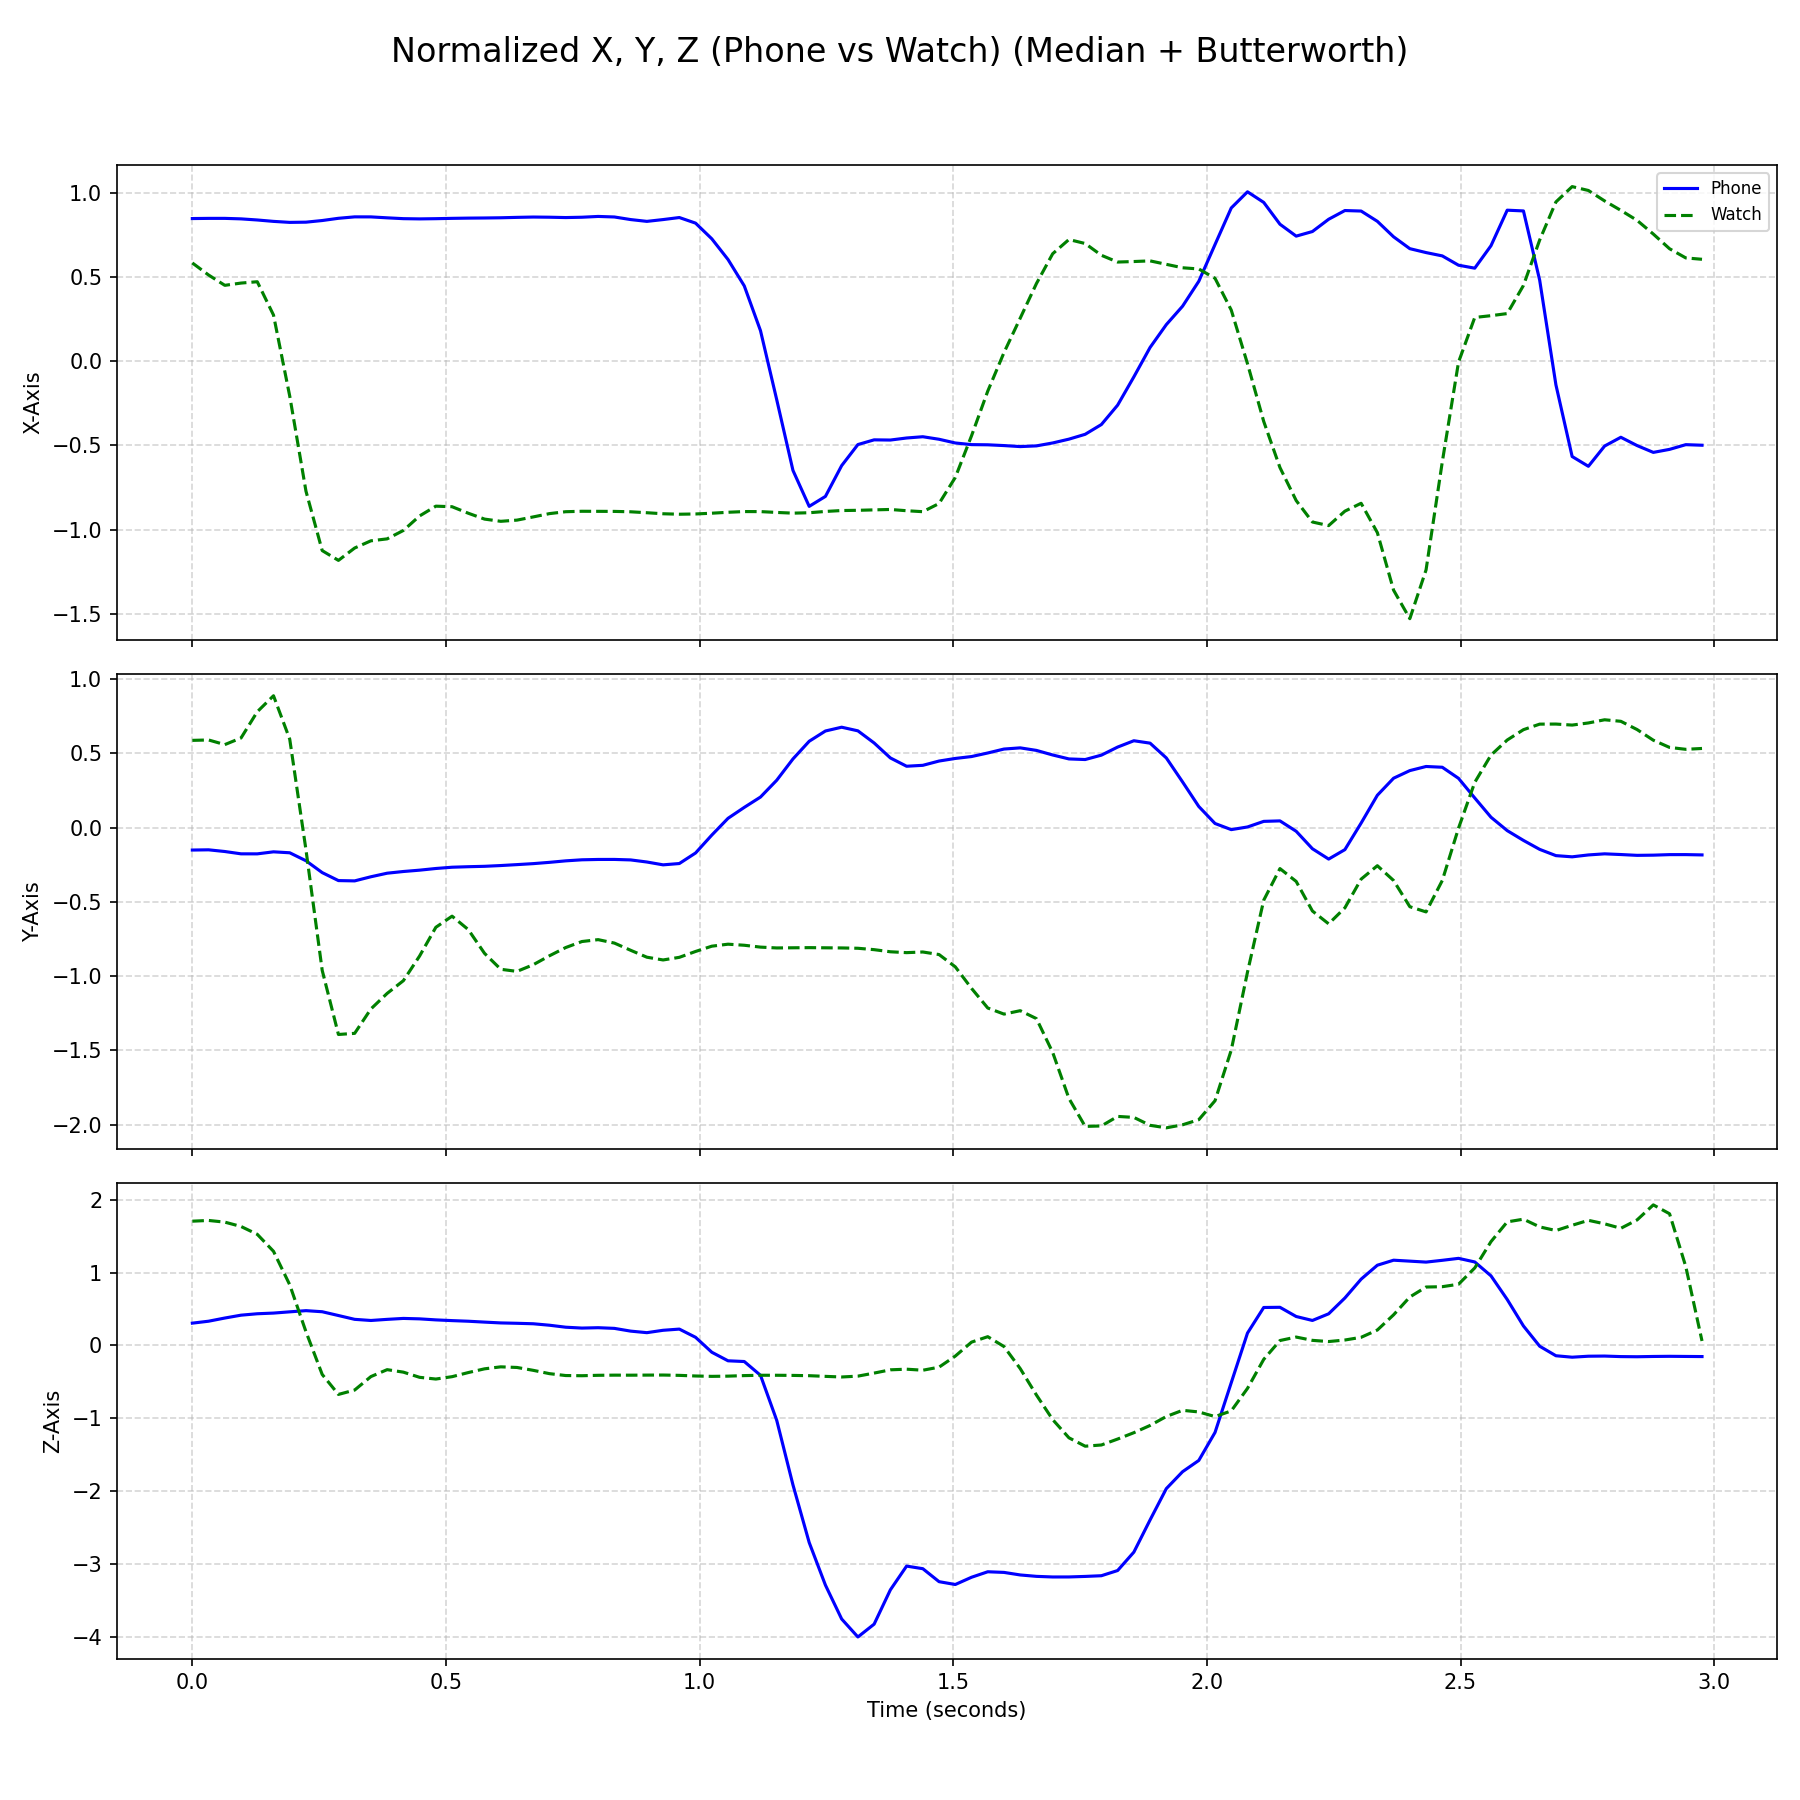 Normalized X, Y, Z (Phone vs Watch) (Median + Butterworth)
Phone
Watch
1.0
0.5
0.0
−0.5
−1.0
−1.5
X-Axis
1.0
0.5
0.0
−0.5
−1.0
−1.5
−2.0
Y-Axis
2
1
0
−1
−2
−3
−4
Z-Axis
0.0 0.5 1.0 1.5 2.0 2.5 3.0
Time (seconds)